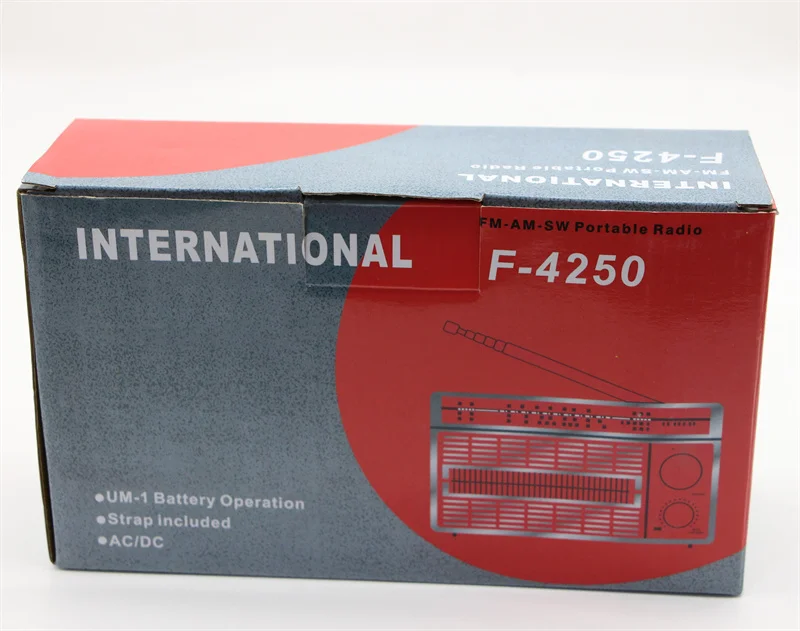 F-4250
FM-AM-SW Portable Radio
INTERNATIONAL
FM-AM-SW Portable Radio
INTERNATIONAL
F-4250
●UM-1 Battery Operation
●Strap included
●AC/DC